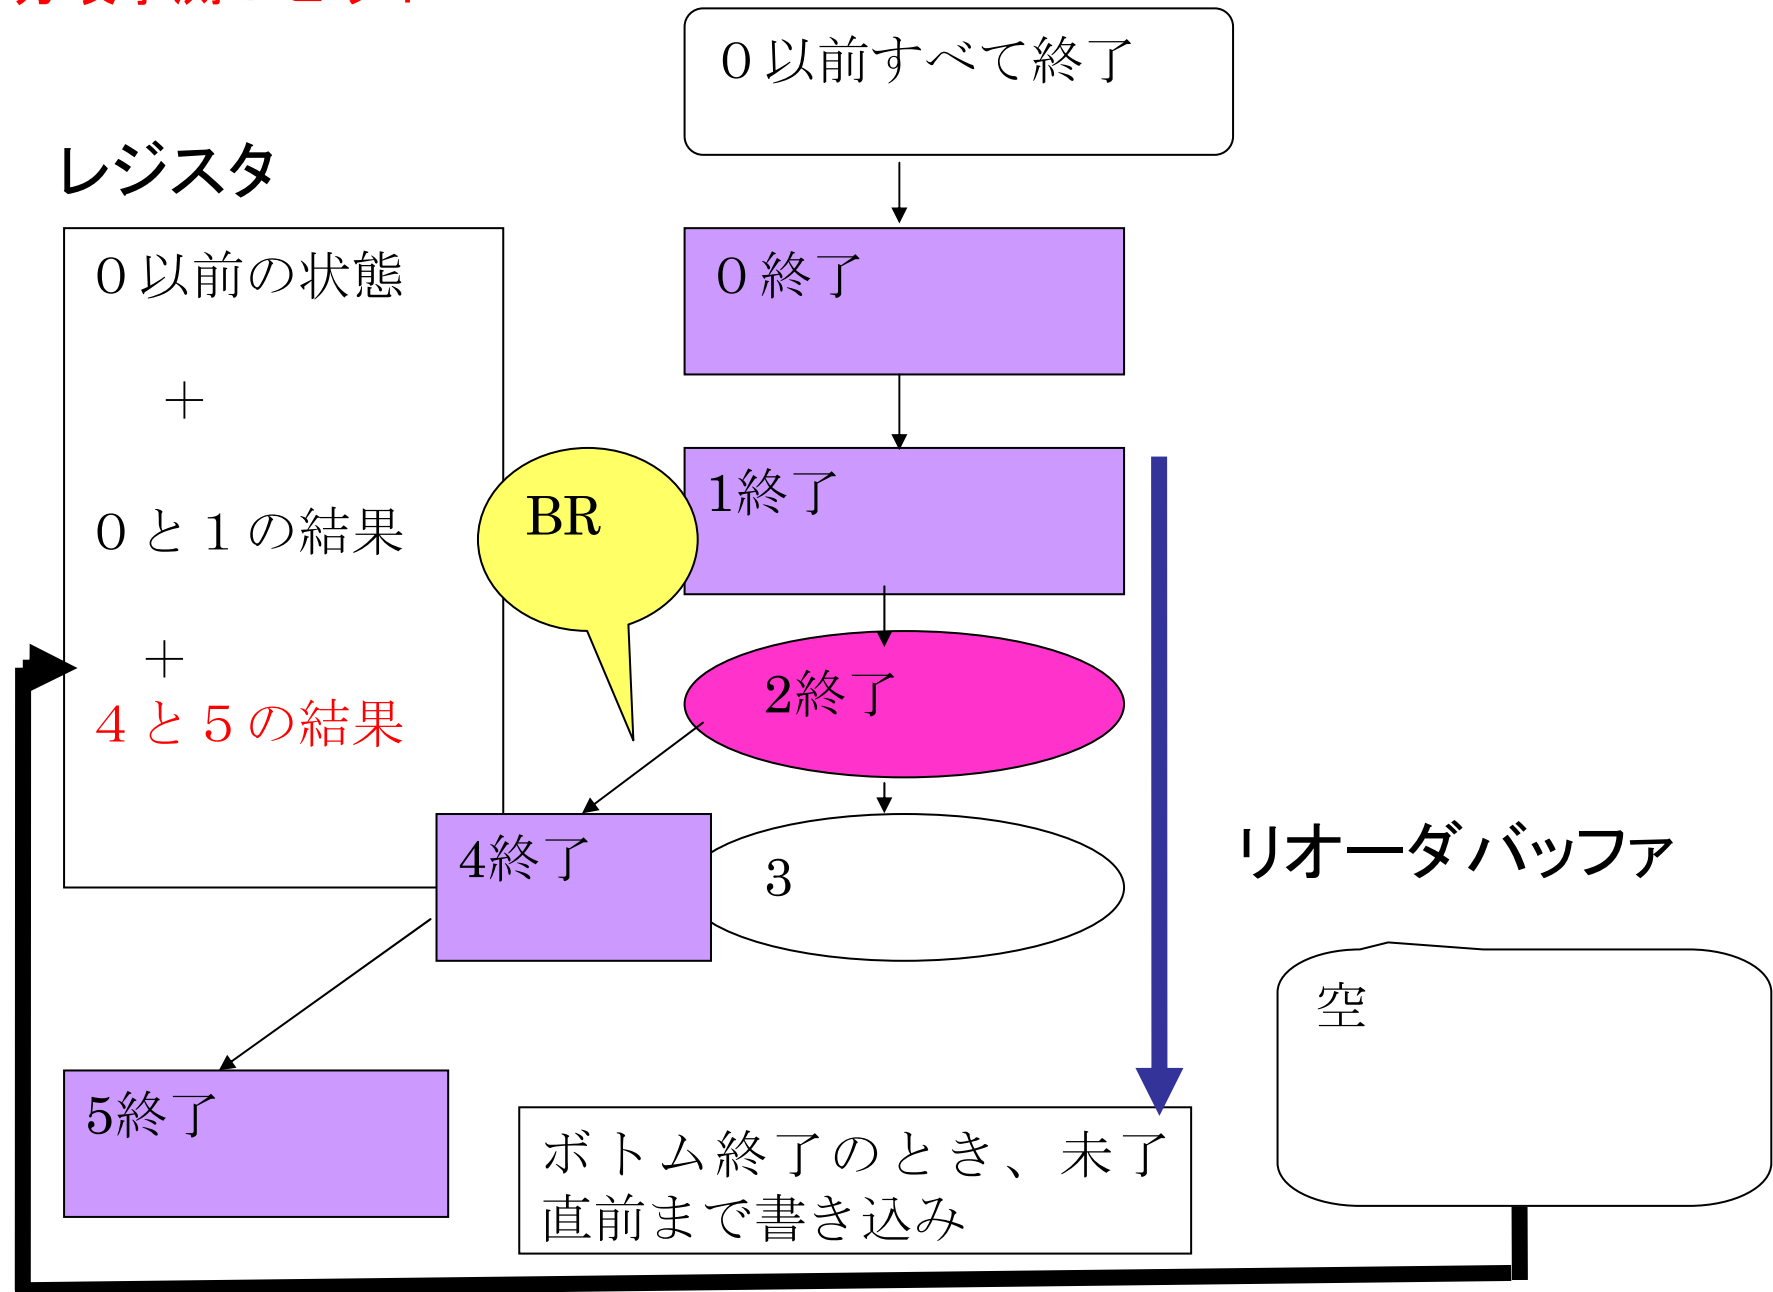 ０以前すべて終了
レジスタ
０以前の状態
＋
０と１の結果
＋
４と５の結果
０終了
1終了
BR
2終了
4終了
3
5終了
リオーダバッファ
空
ボトム終了のとき、未了
直前まで書き込み